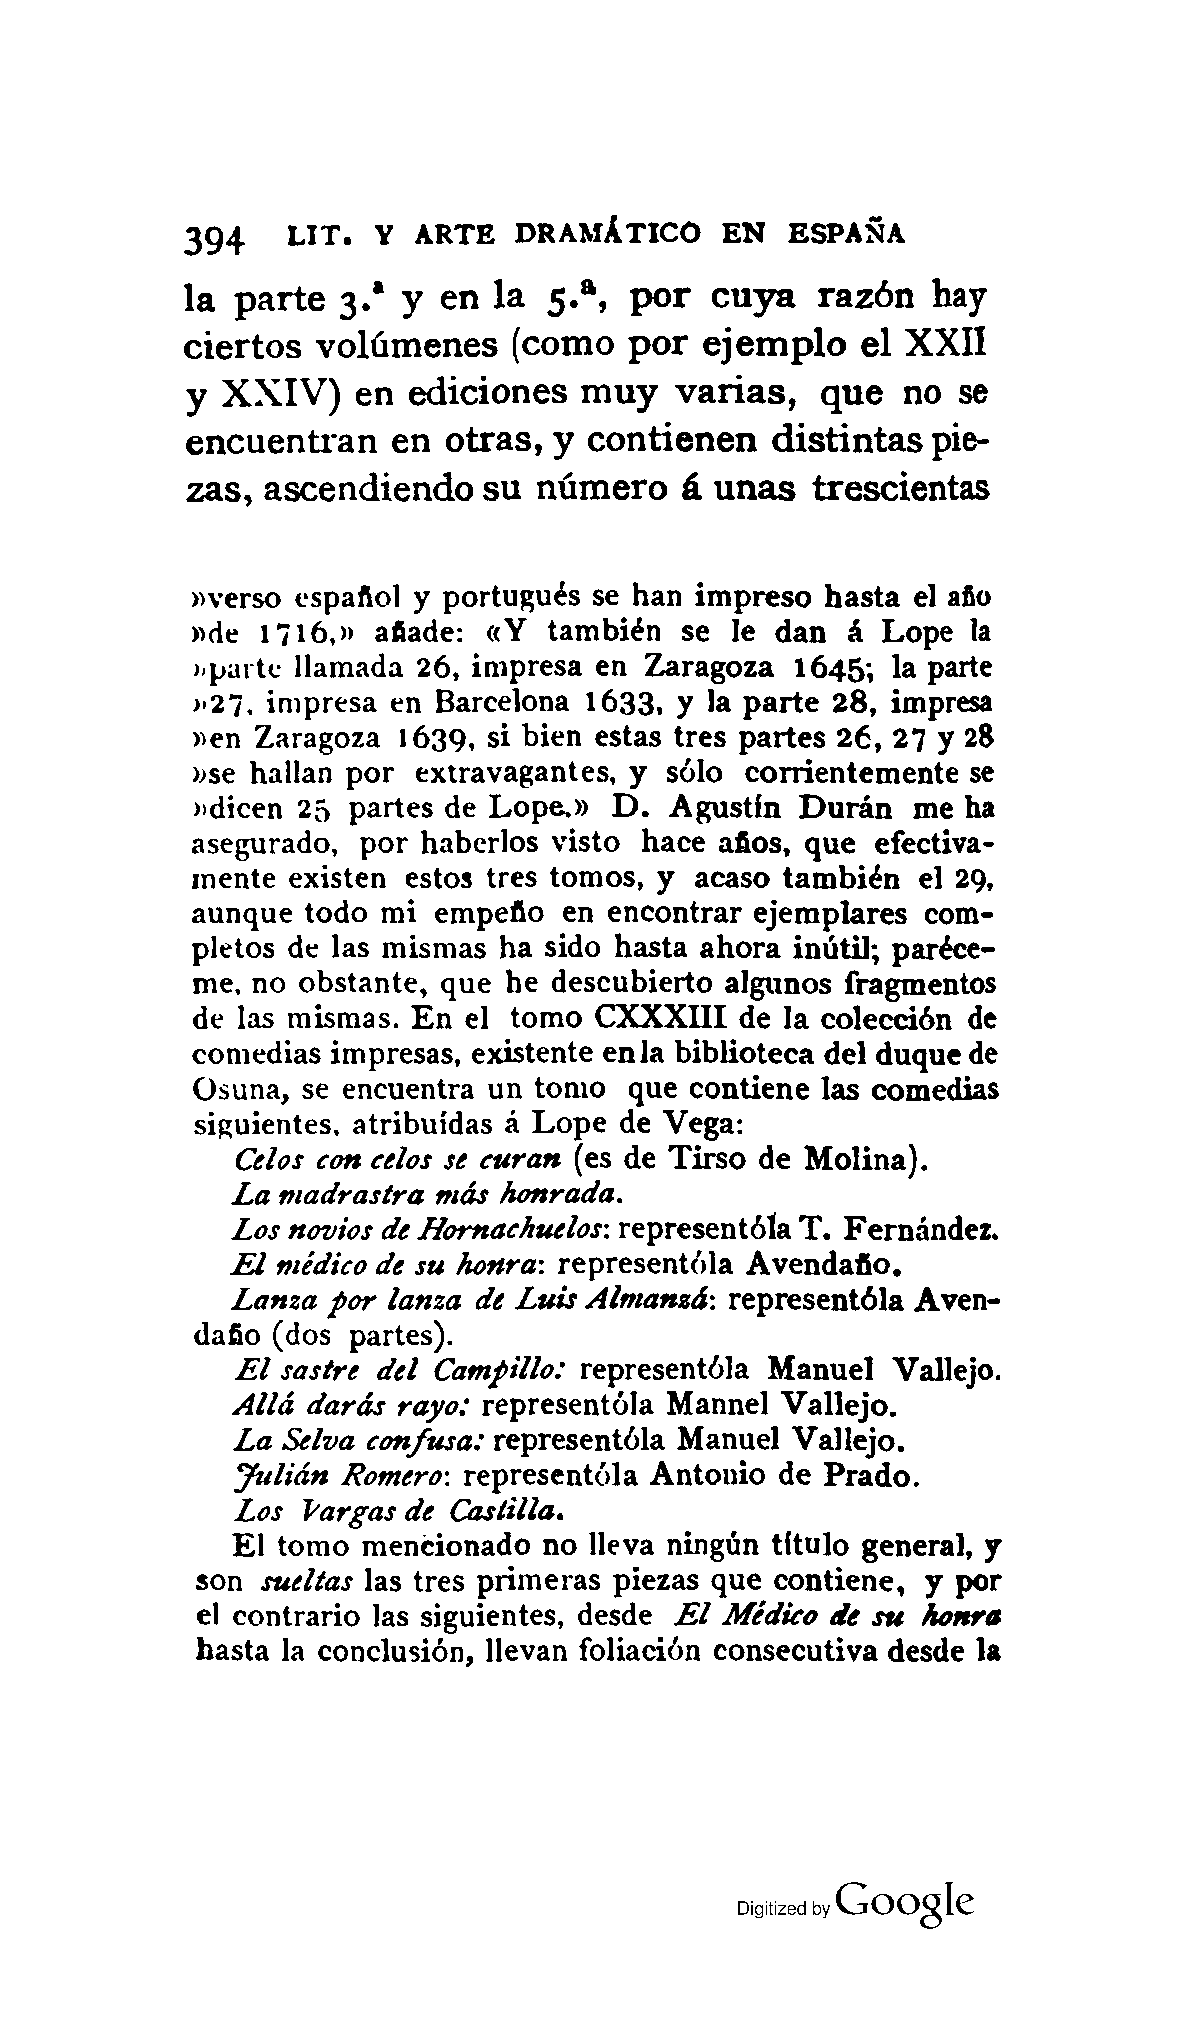 394 LIT. Y ARTE DRAMÁTICO EN ESPAÑA
la parte 3.ª y en la 5.ª, por cuya razón hay
ciertos volúmenes (como por ejemplo el XXII
y XXIV) en ediciones muy varias, que no se
encuentran en otras, y contienen distintas pie-
zas, ascendiendo su número á unas trescientas
»verso español y portugués se han impreso hasta el año
»de 1716,» añade: «Y también se le dan á Lope la
»parte llamada 26, impresa en Zaragoza 1645; la parte
»27, impresa en Barcelona 1633, y la parte 28, impresa
»en Zaragoza 1639, si bien estas tres partes 26, 27 y 28
»se hallan por extravagantes, y sólo corrientemente se
»dicen 25 partes de Lope.» D. Agustín Durán me ha
asegurado, por haberlos visto hace años, que efectiva-
mente existen estos tres tomos, y acaso también el 29,
aunque todo mi empeño en encontrar ejemplares com-
pletos de las mismas ha sido hasta ahora inútil; paréce-
me, no obstante, que he descubierto algunos fragmentos
de las mismas. En el tomo CXXXIII de la colección de
comedias impresas, existente en la biblioteca del duque de
Osuna, se encuentra un tomo que contiene las comedias
siguientes, atribuídas á Lope de Vega:
Celos con celos se curan (es de Tirso de Molina).
La madrastra más honrada.
Los novios de Hornachuelos: representóla T. Fernández.
El médico de su honra: representóla Avendaño.
Lanza por lanza de Luis Almanzá: representóla Aven-
daño (dos partes).
El sastre del Campillo: representóla Manuel Vallejo.
Allá darás rayo: representóla Mannel Vallejo.
La Selva confusa: representóla Manuel Vallejo.
Julián Romero: representóla Antonio de Prado.
Los Vargas de Castilla.
El tomo mencionado no lleva ningún título general, y
son sueltas las tres primeras piezas que contiene, y por
el contrario las siguientes, desde El Médico de su honra
hasta la conclusión, llevan foliación consecutiva desde la
Digitized by Google